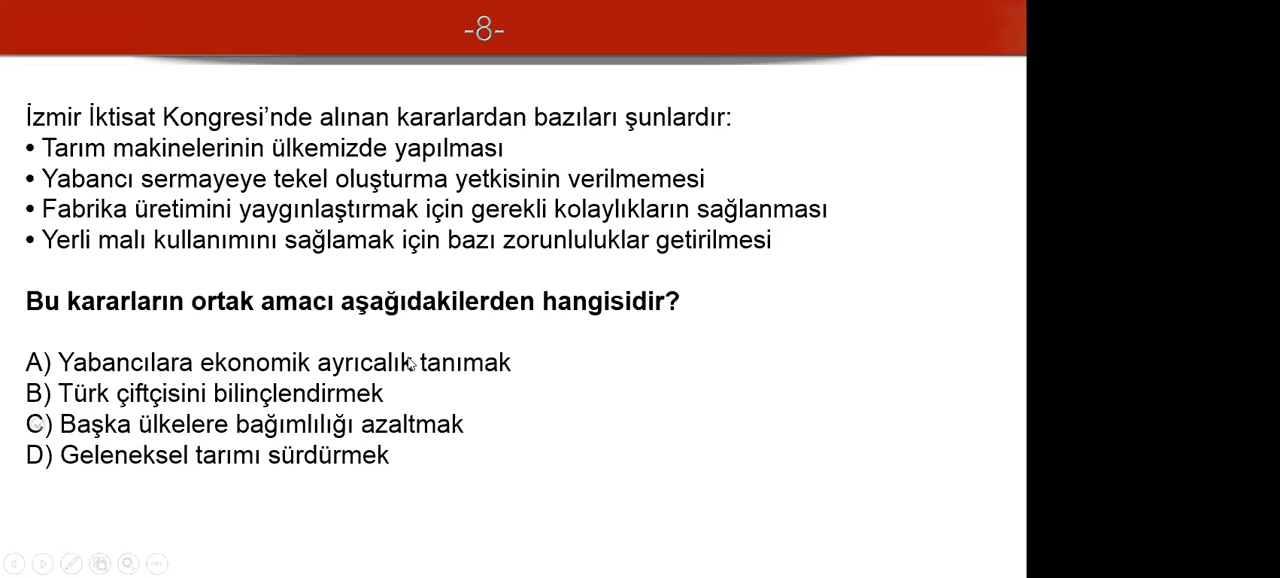 -8-
İzmir İktisat Kongresi’nde alınan kararlardan bazıları şunlardır:
• Tarım makinelerinin ülkemizde yapılması
• Yabancı sermayeye tekel oluşturma yetkisinin verilmemesi
• Fabrika üretimini yaygınlaştırmak için gerekli kolaylıkların sağlanması
• Yerli malı kullanımını sağlamak için bazı zorunluluklar getirilmesi
Bu kararların ortak amacı aşağıdakilerden hangisidir?
A) Yabancılara ekonomik ayrıcalık tanımak
B) Türk çiftçisini bilinçlendirmek
C) Başka ülkelere bağımlılığı azaltmak
D) Geleneksel tarımı sürdürmek